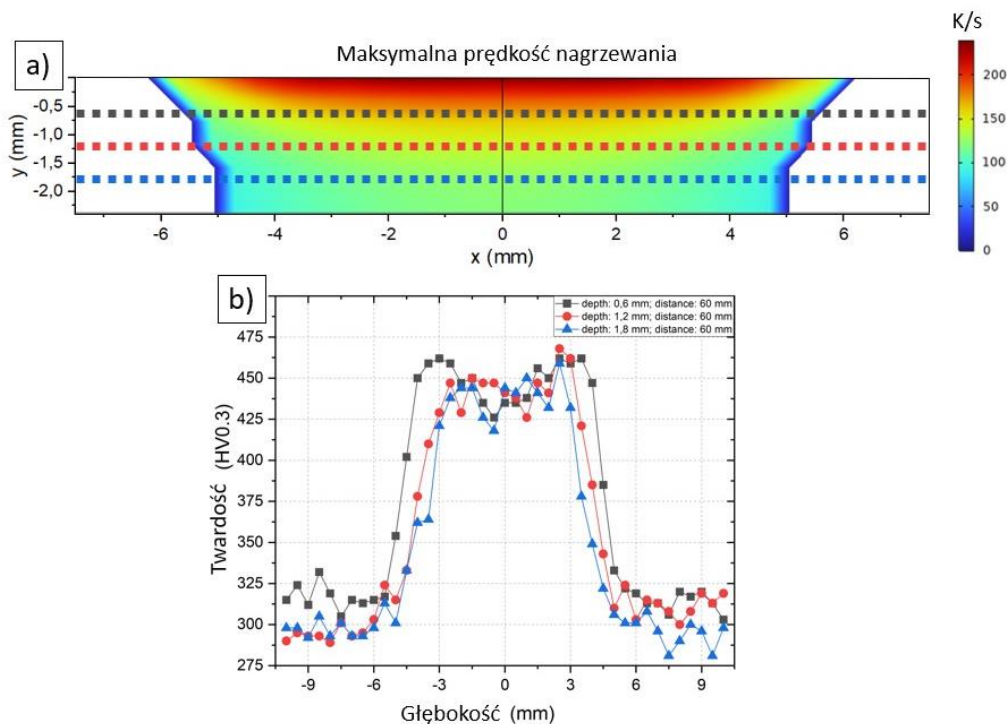 K/s
a)
Maksymalna prędkość nagrzewania
-0,5
-1,0
-1,5
-2,0
y (mm)
-6 -4 -2 0 2 4 6
x (mm)
200
150
100
50
0
b)
depth: 0,6 mm; distance: 60 mm
depth: 1,2 mm; distance: 60 mm
depth: 1,8 mm; distance: 60 mm
475
450
425
400
375
350
325
300
275
Twardość (HV0.3)
-9 -6 -3 0 3 6 9
Głębokość (mm)